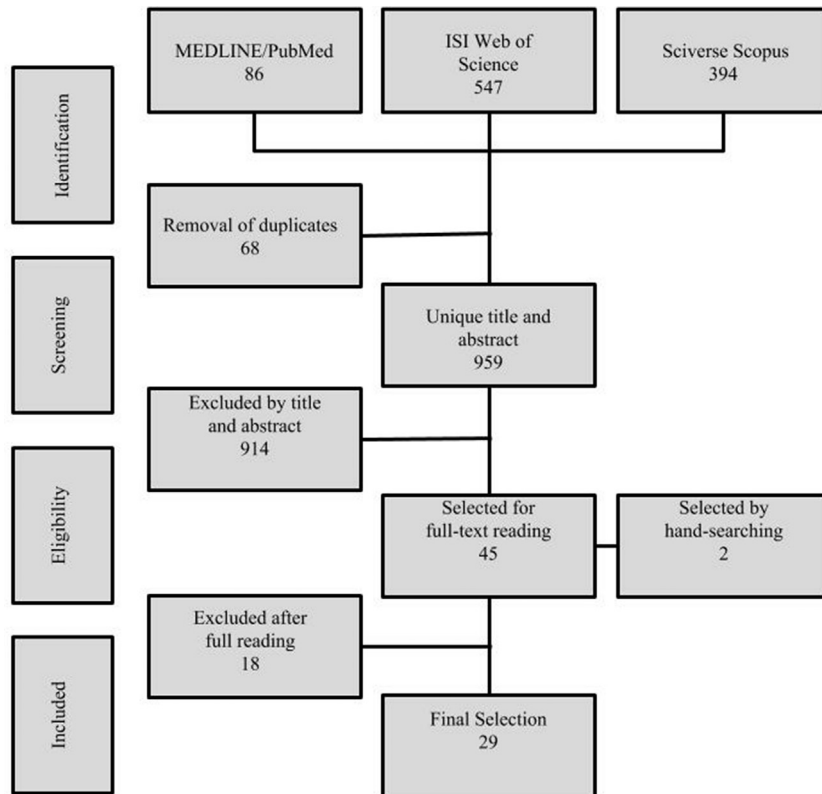 MEDLINE/PubMed
86
ISI Web of
Science
547
Sciverse Scopus
394
Identification
Removal of duplicates
68
Screening
Unique title and
abstract
959
Excluded by title
and abstract
914
Eligibility
Selected for
full-text reading
45
Selected by
hand-searching
2
Excluded after
full reading
18
Included
Final Selection
29